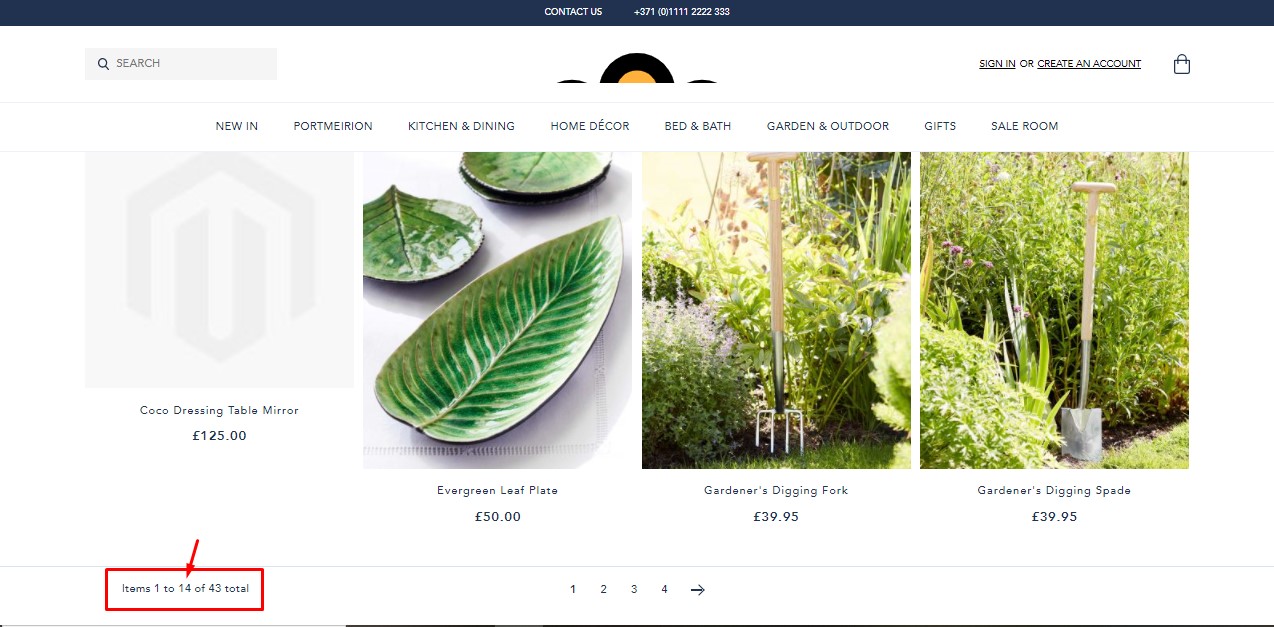 CONTACT US +371 (0)1111 2222 333
SEARCH
SIGN IN OR CREATE AN ACCOUNT
NEW IN PORTMEIRION KITCHEN & DINING HOME DÉCOR BED & BATH GARDEN & OUTDOOR GIFTS SALE ROOM
Coco Dressing Table Mirror
£125.00
Evergreen Leaf Plate
£50.00
Gardener's Digging Fork
£39.95
Gardener's Digging Spade
£39.95
Items 1 to 14 of 43 total
1 2 3 4